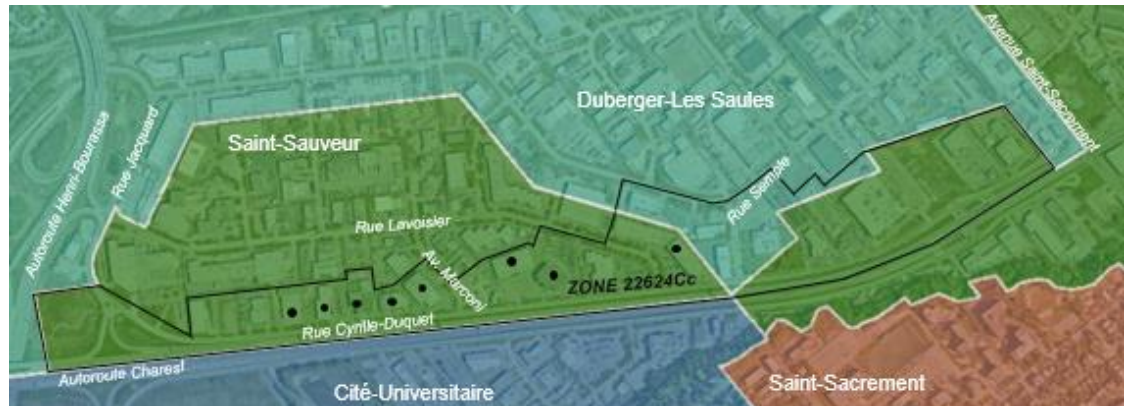 Avenue Saint-Sacrement
Duberger-Les Saules
Saint-Sauveur
Rue Jacquard
Autoroute Henri-Bourassa
Rue Semple
Rue Lavoisier
Av. Marconi
ZONE 22624Cc
Rue Cyrille-Duquet
Autoroute Charest
Cité-Universitaire
Saint-Sacrement